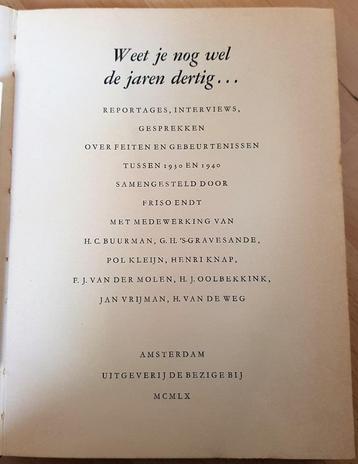 Weet je nog wel
de jaren dertig...
REPORTAGES, INTERVIEWS,
GESPREKKEN
OVER FEITEN EN GEBEURTENISSEN
TUSSEN 1930 EN 1940
SAMENGESTELD DOOR
FRISO ENDT
MET MEDEWERKING VAN
H. C. BUURMAN, G. H. 'S-GRAVESANDE,
POL KLEIJN, HENRI KNAP,
F. J. VAN DER MOLEN, H. J. OOLBEKKINK,
JAN VRIJMAN, H. VAN DE WEG
AMSTERDAM
UITGEVERIJ DE BEZIGE BIJ
MCMLX